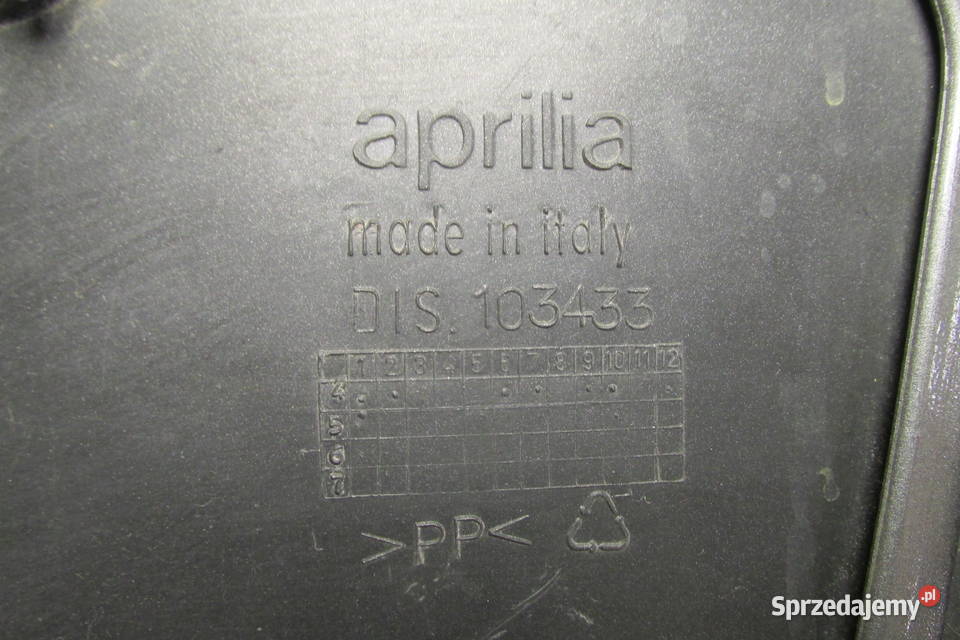 aprilia
made in italy
DIS. 103433
1 2 3 4 5 6 7 8 9 10 11 12
4
5
6
7
>PP<
Sprzedajemy.pl